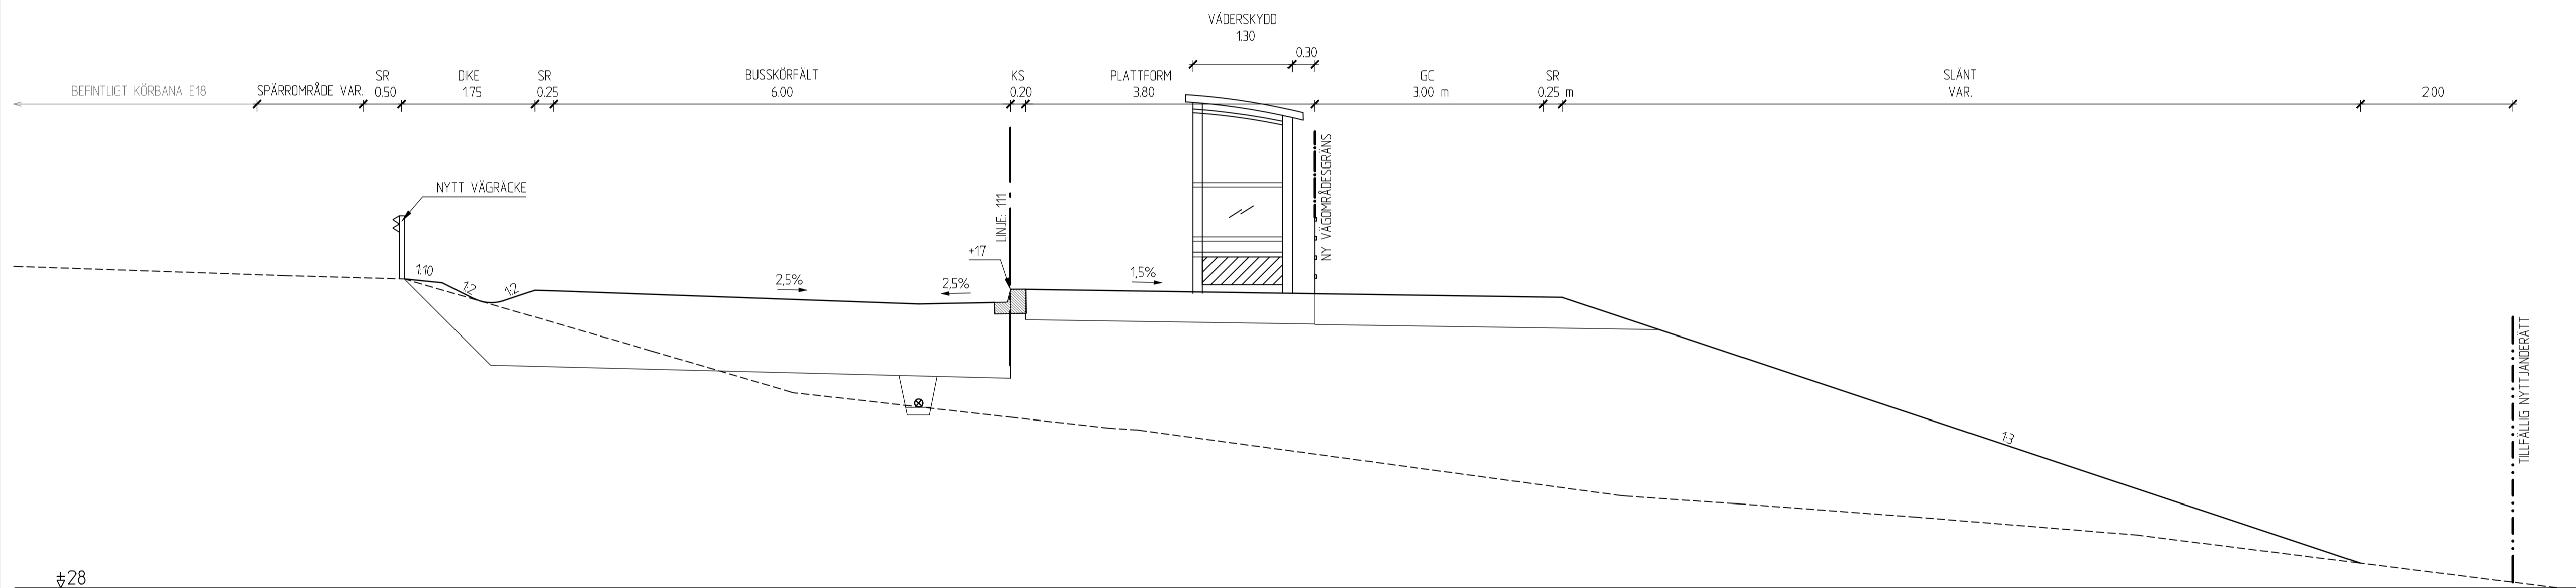 VÄDERSKYDD
1.30
0.30
BEFINTLIGT KÖRBANA E18
SPÄRROMRÅDE VAR.
SR
0.50
DIKE
1.75
SR
0.25
BUSSKÖRFÄLT
6.00
KS
0.20
PLATTFORM
3.80
GC
3.00 m
SR
0.25 m
SLÄNT
VAR.
2.00
NYTT VÄGRÄCKE
LINJE: 111
NY VÄGOMRÅDESGRÄNS
+17
1:10
1:2
1:2
2,5%
2,5%
1,5%
1:3
TILLFÄLLIG NYTTJANDERÄTT
+28